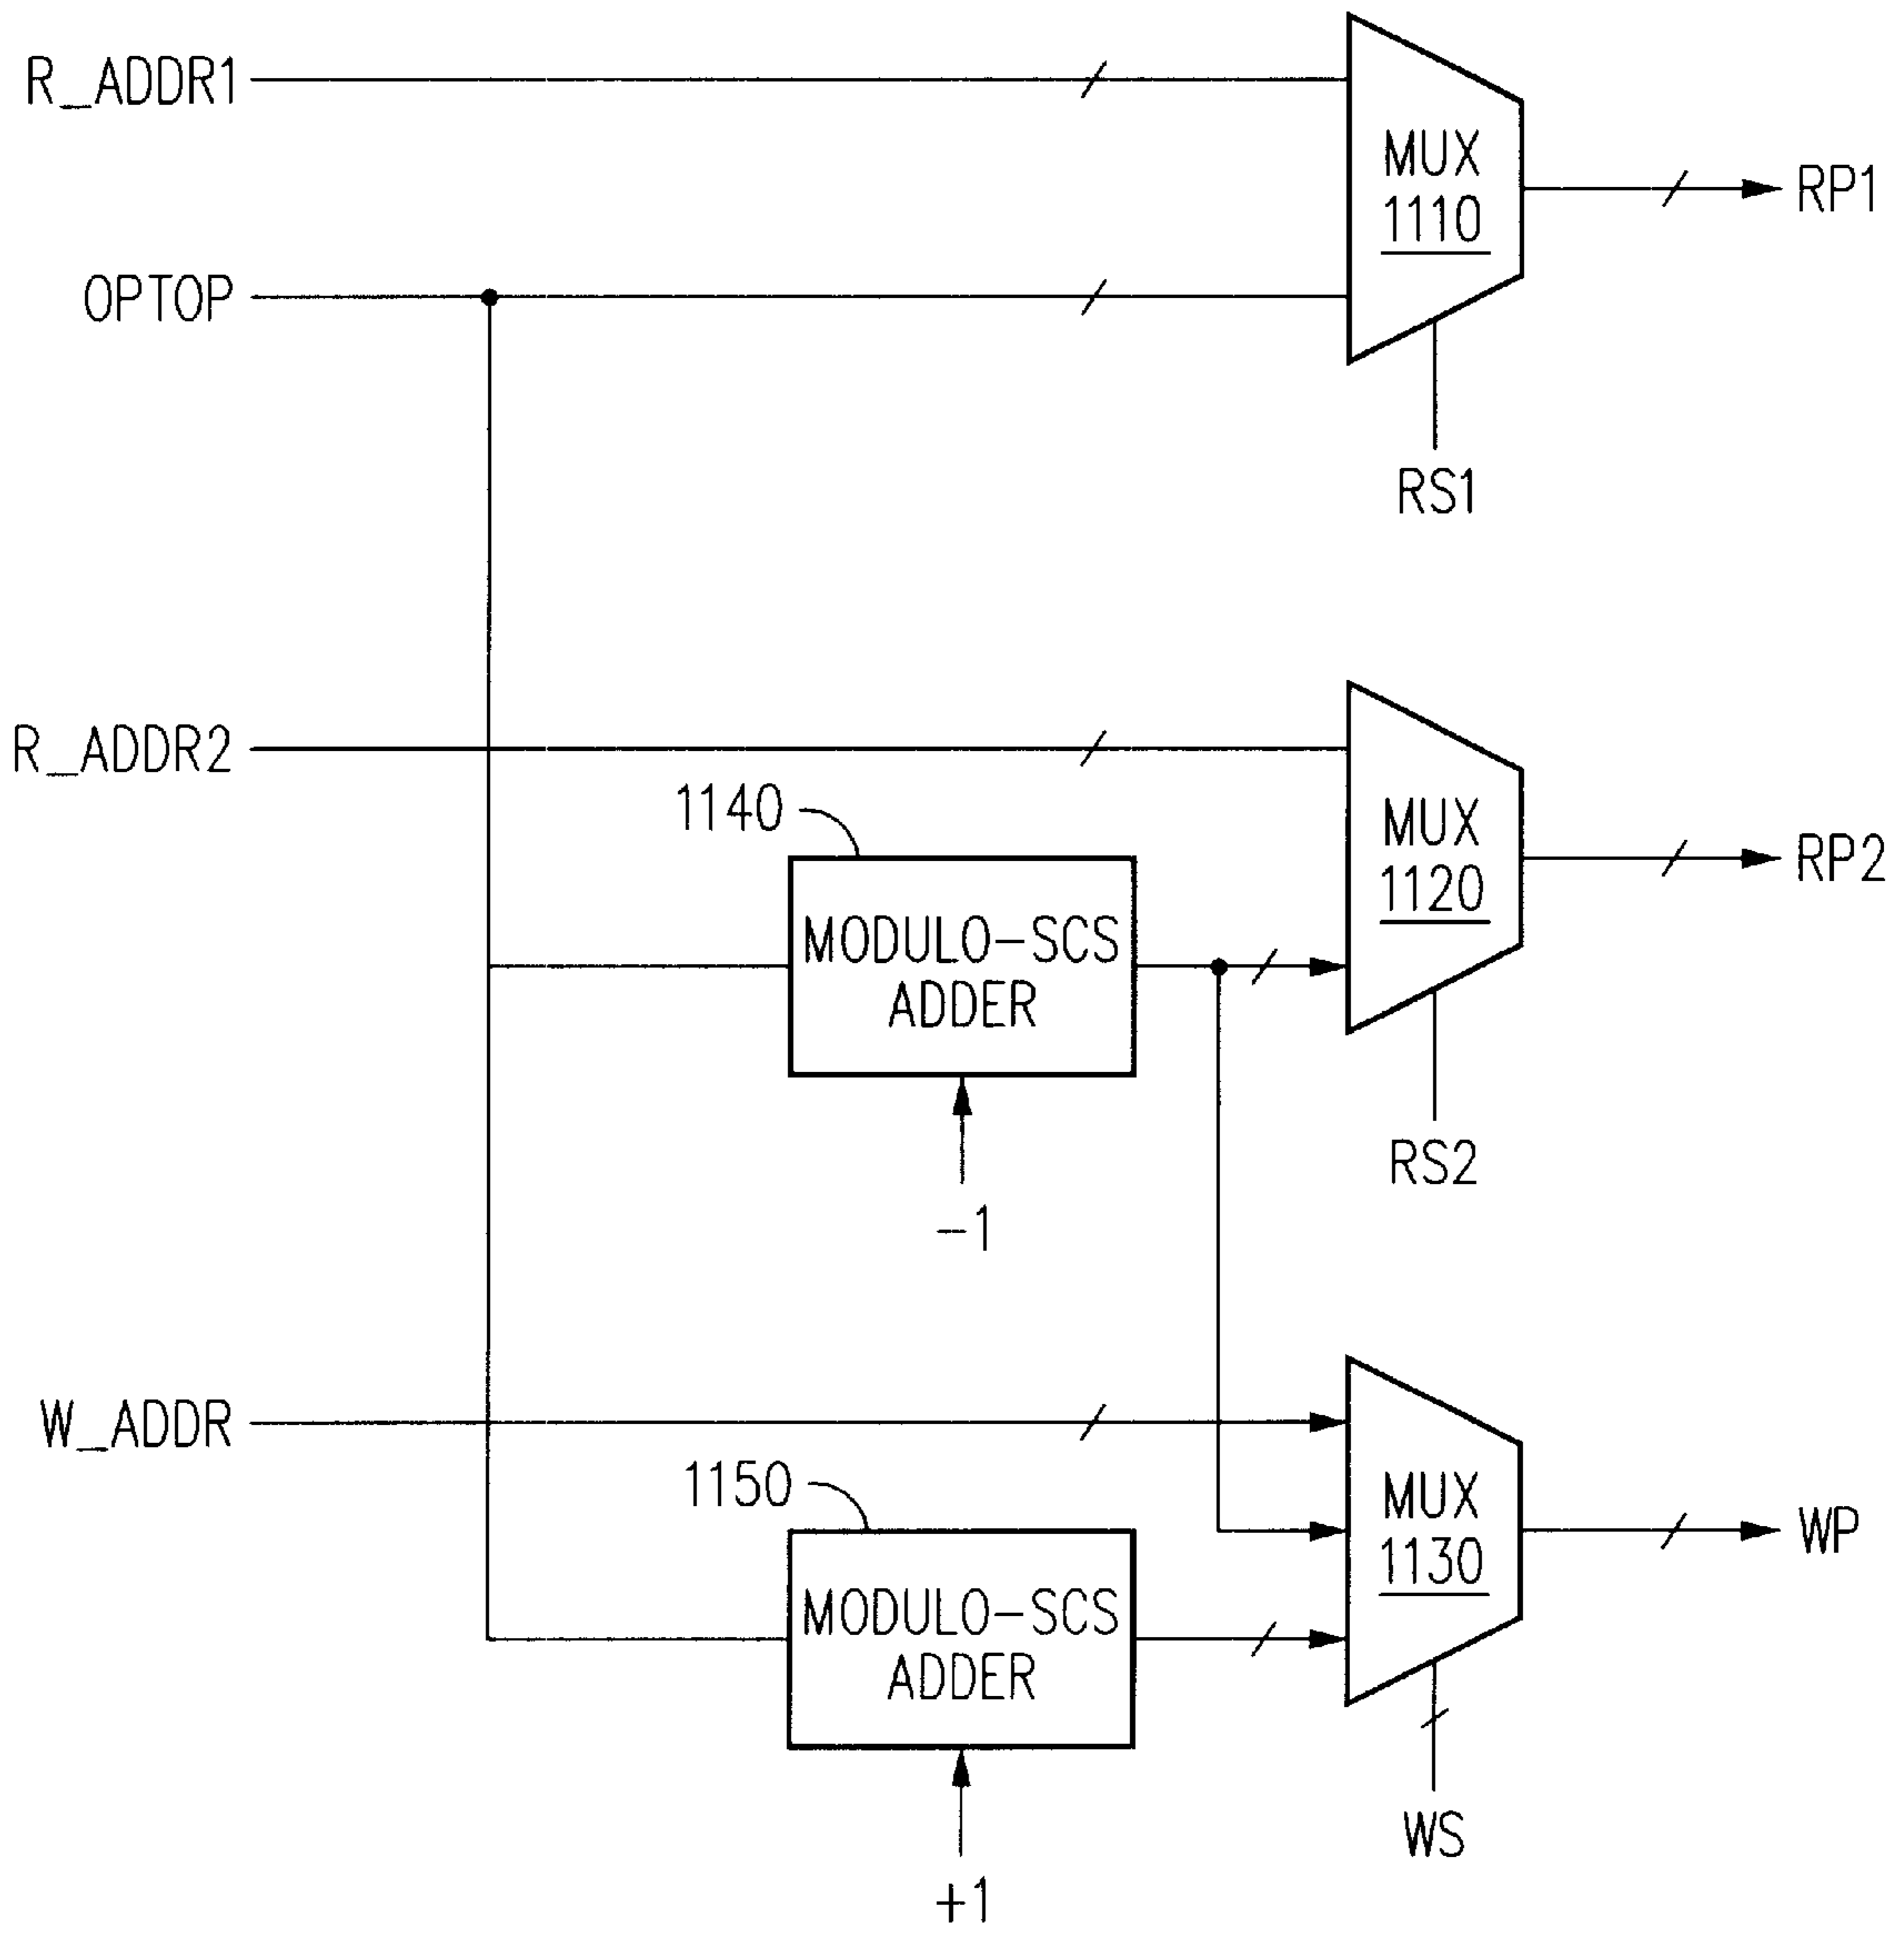 R_ADDR1
MUX
1110
RP1
OPTOP
RS1
R_ADDR2
1140
MUX
1120
RP2
MODULO-SCS
ADDER
RS2
-1
W_ADDR
1150
MUX
1130
WP
MODULO-SCS
ADDER
WS
+1